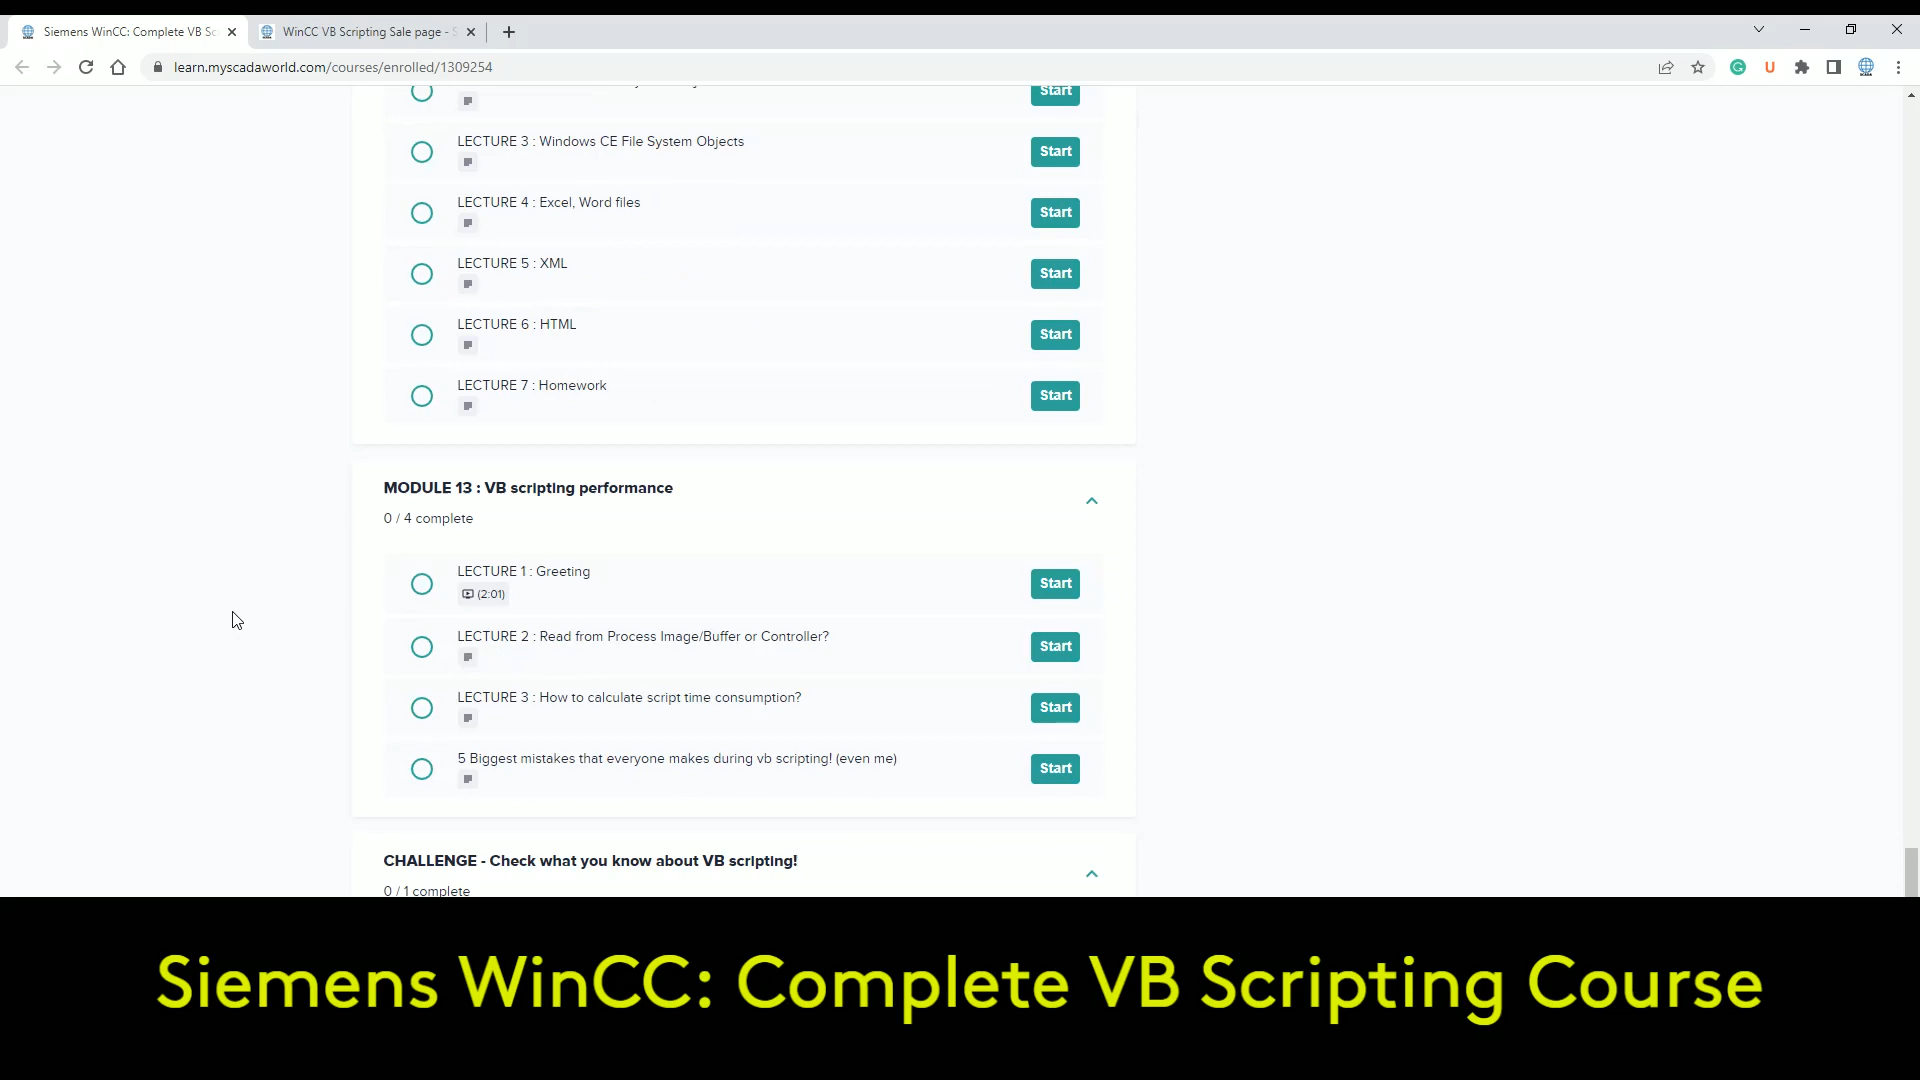 Siemens WinCC: Complete VB Sc
WinCC VB Scripting Sale page - S
learn.myscadaworld.com/courses/enrolled/1309254
Start
LECTURE 3 : Windows CE File System Objects
Start
LECTURE 4 : Excel, Word files
Start
LECTURE 5 : XML
Start
LECTURE 6 : HTML
Start
LECTURE 7 : Homework
Start
MODULE 13 : VB scripting performance
0 / 4 complete
LECTURE 1 : Greeting
(2:01)
Start
LECTURE 2 : Read from Process Image/Buffer or Controller?
Start
LECTURE 3 : How to calculate script time consumption?
Start
5 Biggest mistakes that everyone makes during vb scripting! (even me)
Start
CHALLENGE - Check what you know about VB scripting!
0 / 1 complete
Siemens WinCC: Complete VB Scripting Course